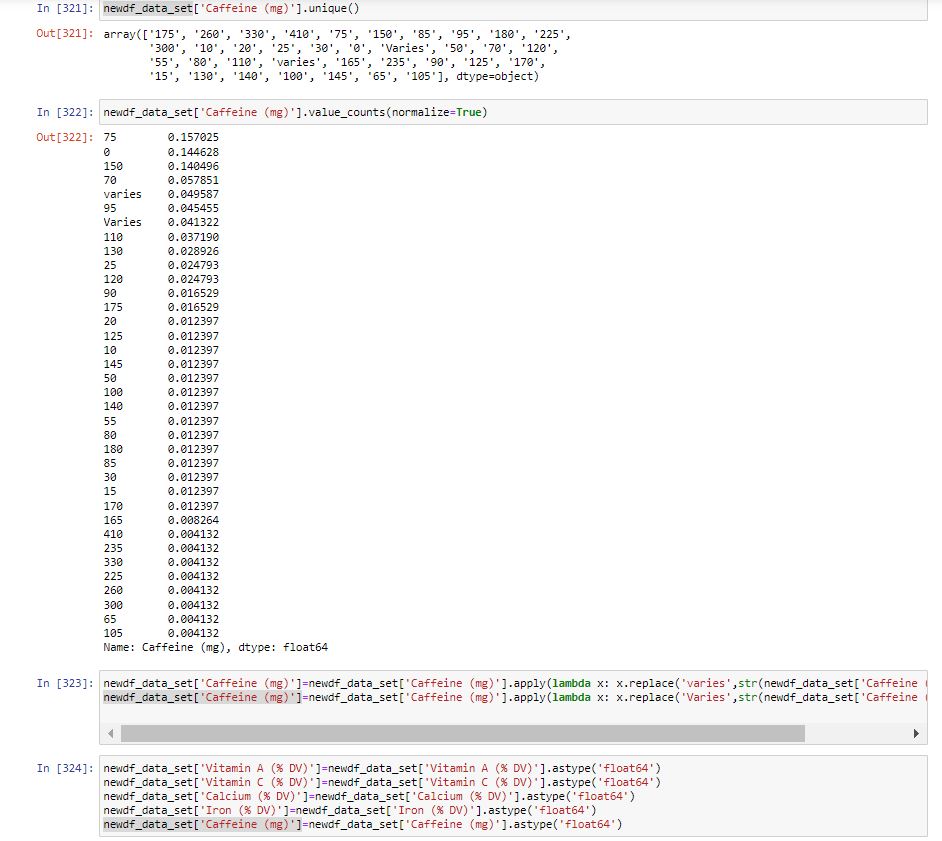 In [321]: newdf_data_set['Caffeine (mg)'].unique()
Out[321]: array(['175', '260', '330', '410', '75', '150', '85', '95', '180', '225',
'300', '10', '20', '25', '30', '0', 'Varies', '50', '70', '120',
'55', '80', '110', 'varies', '165', '235', '90', '125', '170',
'15', '130', '140', '100', '145', '65', '105'], dtype=object)
In [322]: newdf_data_set['Caffeine (mg)'].value_counts(normalize=True)
Out[322]: 75 0.157025
0 0.144628
150 0.140496
70 0.057851
varies 0.049587
95 0.045455
Varies 0.041322
110 0.037190
130 0.028926
25 0.024793
120 0.024793
90 0.016529
175 0.016529
20 0.012397
125 0.012397
10 0.012397
145 0.012397
50 0.012397
100 0.012397
140 0.012397
55 0.012397
80 0.012397
180 0.012397
85 0.012397
30 0.012397
15 0.012397
170 0.012397
165 0.008264
410 0.004132
235 0.004132
330 0.004132
225 0.004132
260 0.004132
300 0.004132
65 0.004132
105 0.004132
Name: Caffeine (mg), dtype: float64
In [323]: newdf_data_set['Caffeine (mg)']=newdf_data_set['Caffeine (mg)'].apply(lambda x: x.replace('varies',str(newdf_data_set['Caffeine
newdf_data_set['Caffeine (mg)']=newdf_data_set['Caffeine (mg)'].apply(lambda x: x.replace('Varies',str(newdf_data_set['Caffeine
In [324]: newdf_data_set['Vitamin A (% DV)']=newdf_data_set['Vitamin A (% DV)'].astype('float64')
newdf_data_set['Vitamin C (% DV)']=newdf_data_set['Vitamin C (% DV)'].astype('float64')
newdf_data_set['Calcium (% DV)']=newdf_data_set['Calcium (% DV)'].astype('float64')
newdf_data_set['Iron (% DV)']=newdf_data_set['Iron (% DV)'].astype('float64')
newdf_data_set['Caffeine (mg)']=newdf_data_set['Caffeine (mg)'].astype('float64')